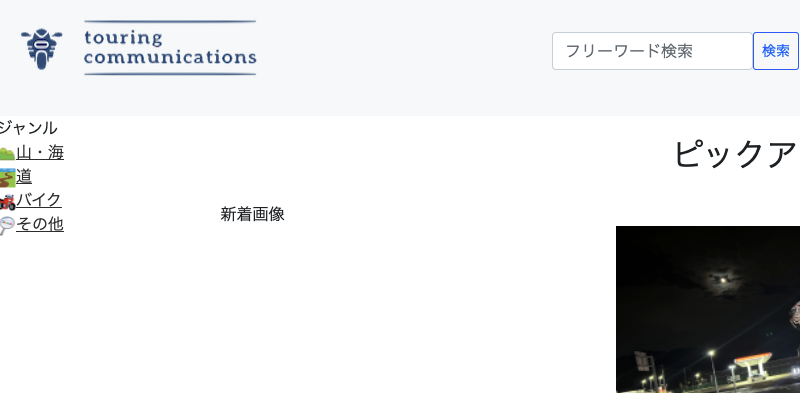 touring
communications
フリーワード検索
検索
ジャンル
山・海
道
バイク
その他
新着画像
ピックア